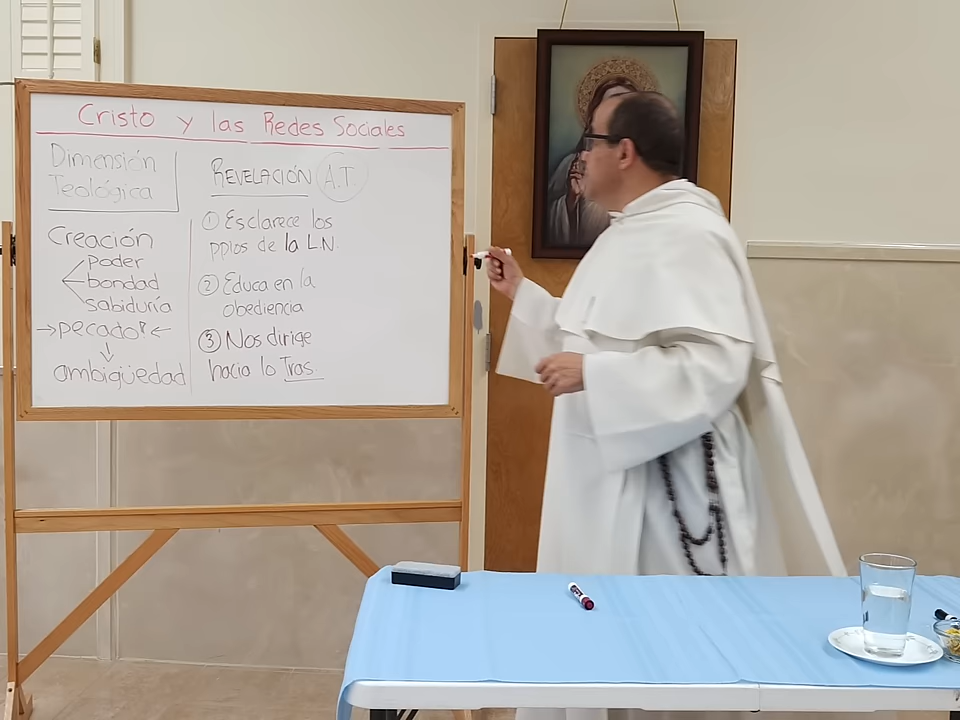 Cristo y las Redes Sociales
Dimensión
Teológica
Creación
poder
bondad
sabiduría
→pecado?←
↓
ambigüedad
REVELACIÓN A.T.
① Esclarece los
ppios de la L.N.
② Educa en la
obediencia
③ Nos dirige
hacia lo Tras.